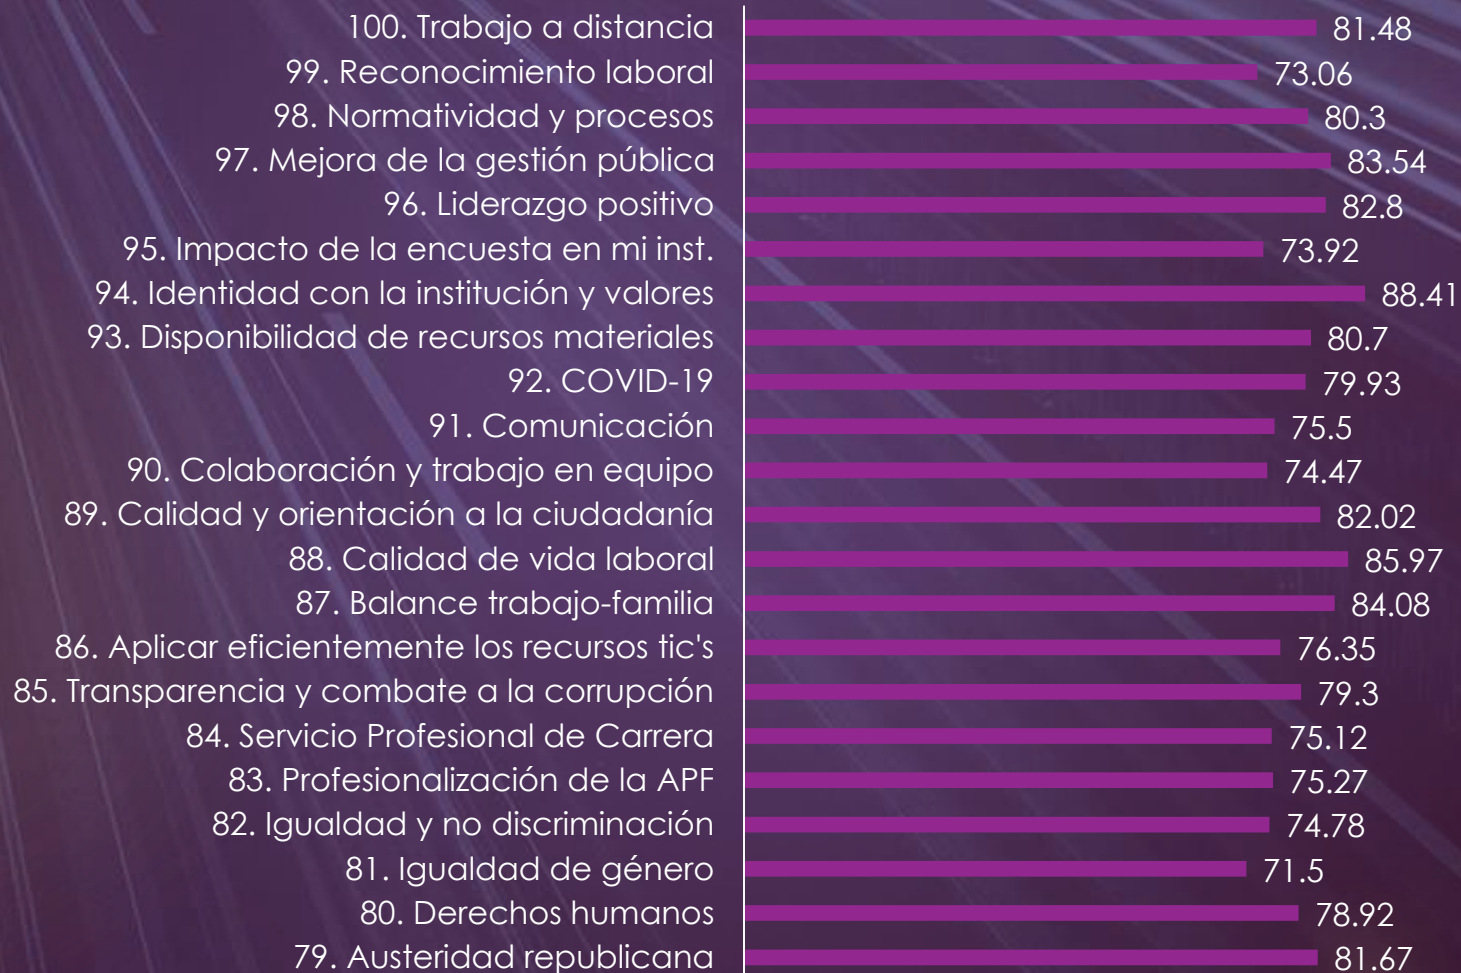 100. Trabajo a distancia 81.48
99. Reconocimiento laboral 73.06
98. Normatividad y procesos 80.3
97. Mejora de la gestión pública 83.54
96. Liderazgo positivo 82.8
95. Impacto de la encuesta en mi inst. 73.92
94. Identidad con la institución y valores 88.41
93. Disponibilidad de recursos materiales 80.7
92. COVID-19 79.93
91. Comunicación 75.5
90. Colaboración y trabajo en equipo 74.47
89. Calidad y orientación a la ciudadanía 82.02
88. Calidad de vida laboral 85.97
87. Balance trabajo-familia 84.08
86. Aplicar eficientemente los recursos tic's 76.35
85. Transparencia y combate a la corrupción 79.3
84. Servicio Profesional de Carrera 75.12
83. Profesionalización de la APF 75.27
82. Igualdad y no discriminación 74.78
81. Igualdad de género 71.5
80. Derechos humanos 78.92
79. Austeridad republicana 81.67